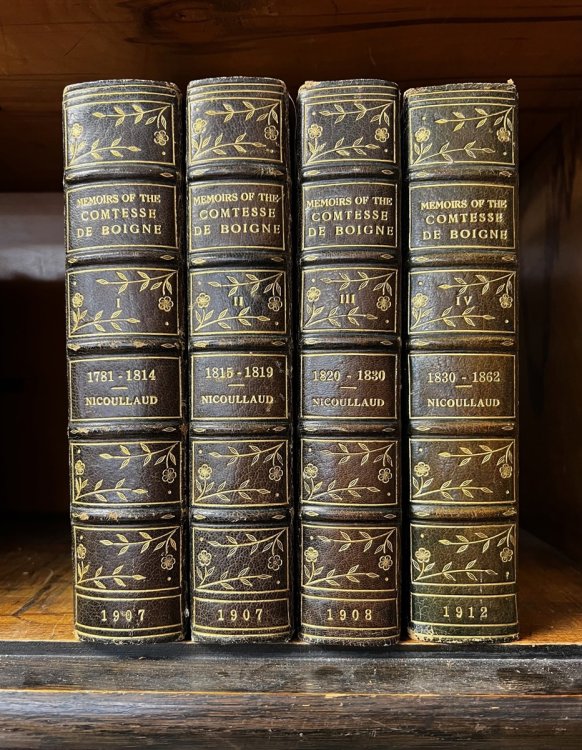 MEMOIRS OF THE
COMTESSE
DE BOIGNE
I
1781-1814
NICOULLAUD
1907
MEMOIRS OF THE
COMTESSE
DE BOIGNE
II
1815-1819
NICOULLAUD
1907
MEMOIRS OF THE
COMTESSE
DE BOIGNE
III
1820-1830
NICOULLAUD
1908
MEMOIRS OF THE
COMTESSE
DE BOIGNE
IV
1830-1862
NICOULLAUD
1912